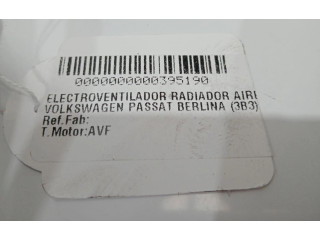 0000000000395190
ELECTROVENTILADOR RADIADOR AIRE
VOLKSWAGEN PASSAT BERLINA (3B3)
Ref.Fab:
T.Motor:AVF